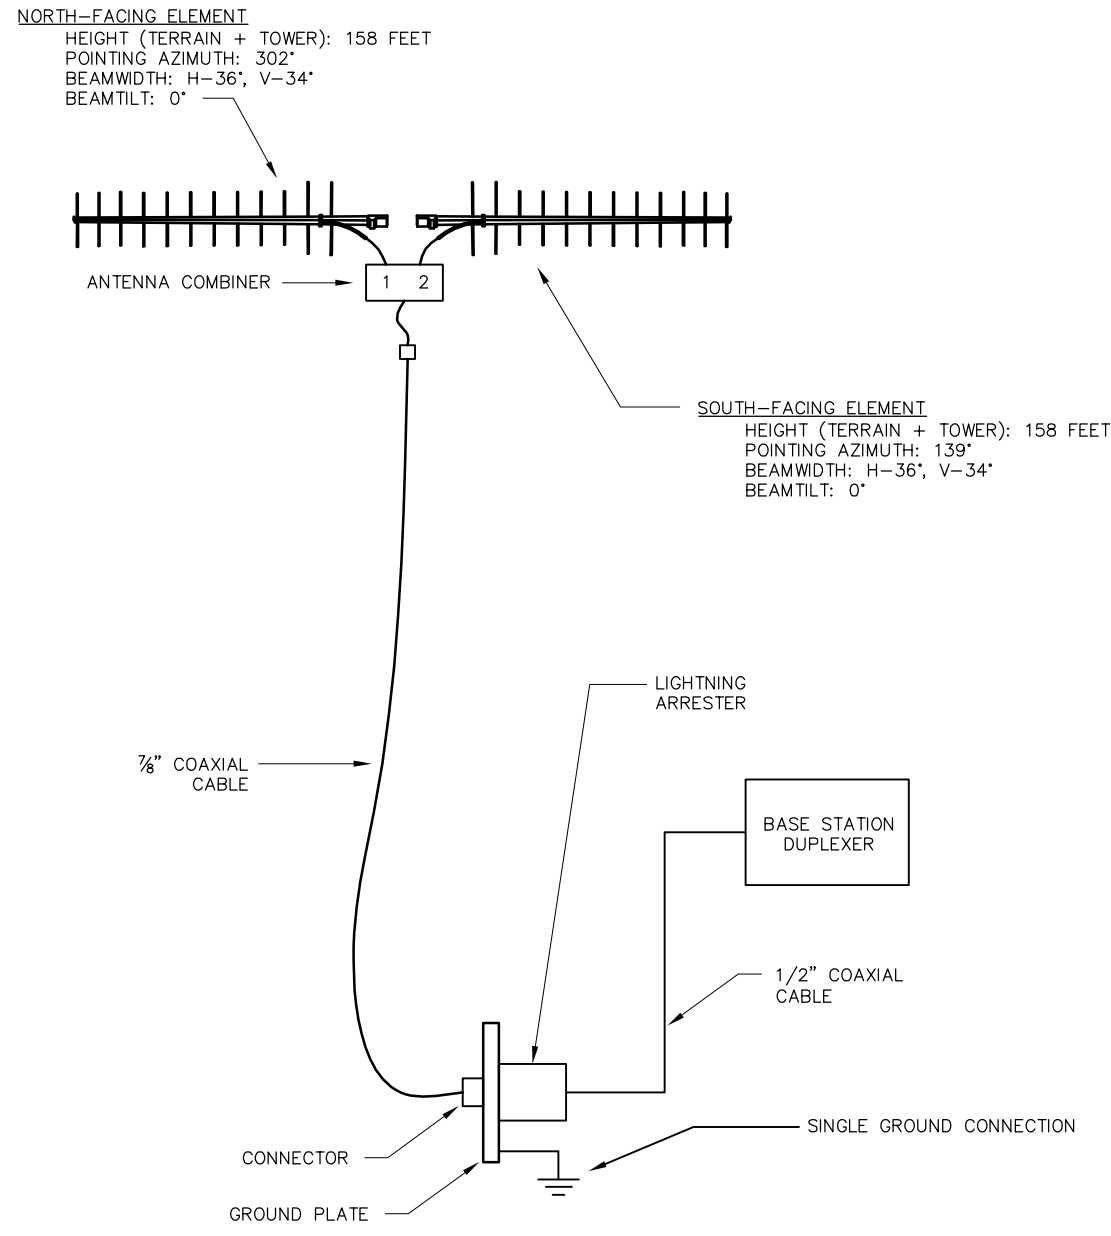 NORTH-FACING ELEMENT
HEIGHT (TERRAIN + TOWER): 158 FEET
POINTING AZIMUTH: 302°
BEAMWIDTH: H-36°, V-34°
BEAMTILT: 0°
ANTENNA COMBINER
1 2
SOUTH-FACING ELEMENT
HEIGHT (TERRAIN + TOWER): 158 FEET
POINTING AZIMUTH: 139°
BEAMWIDTH: H-36°, V-34°
BEAMTILT: 0°
LIGHTNING
ARRESTER
⅞" COAXIAL
CABLE
BASE STATION
DUPLEXER
1/2" COAXIAL
CABLE
SINGLE GROUND CONNECTION
CONNECTOR
GROUND PLATE